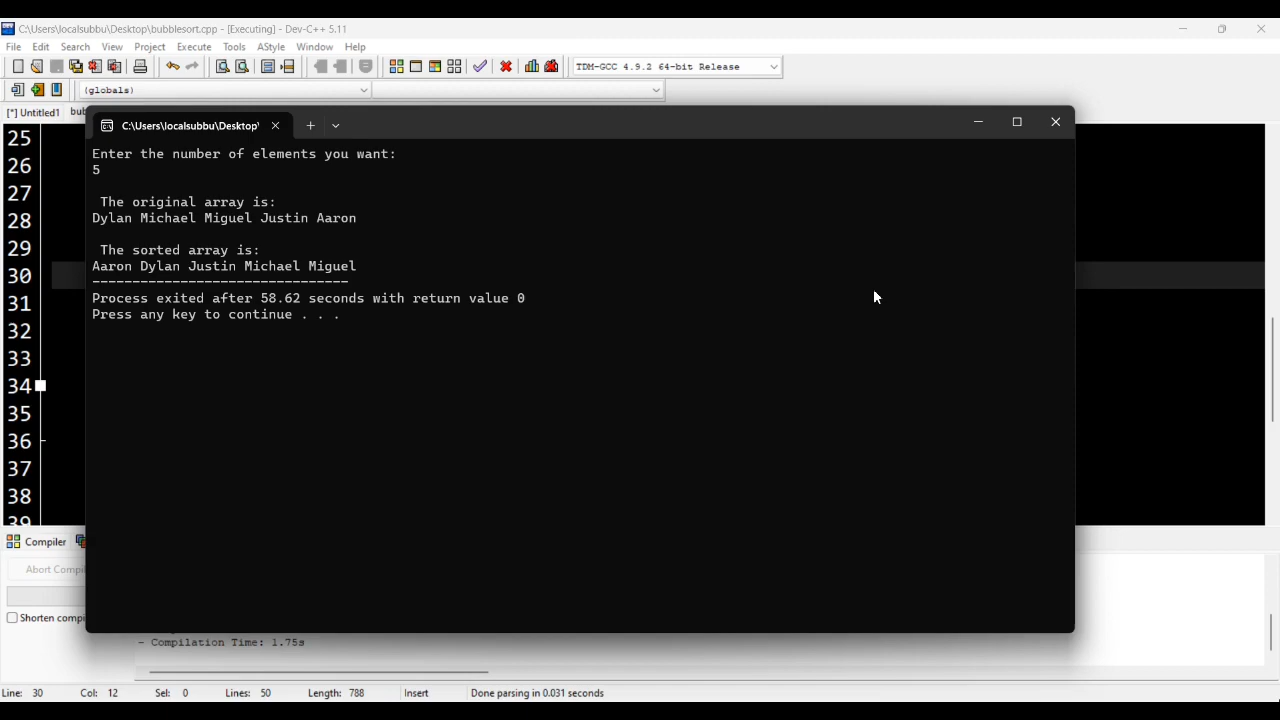 C:\Users\localsubbu\Desktop\bubblesort.cpp - [Executing] - Dev-C++ 5.11
File Edit Search View Project Execute Tools AStyle Window Help
TDM-GCC 4.9.2 64-bit Release
(globals)
[*] Untitled1
C:\Users\localsubbu\Desktop\
25
Enter the number of elements you want:
26
5
27
The original array is:
28
Dylan Michael Miguel Justin Aaron
29
The sorted array is:
30
Aaron Dylan Justin Michael Miguel
--------------------------------
31
Process exited after 58.62 seconds with return value 0
Press any key to continue . . .
32
33
34
35
36
37
38
39
Compiler
Abort Compil
Shorten compi
- Compilation Time: 1.75s
Line: 30 Col: 12 Sel: 0 Lines: 50 Length: 788 Insert Done parsing in 0.031 seconds